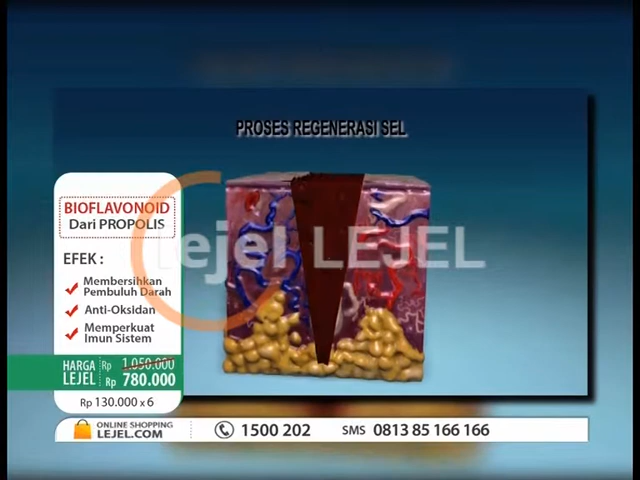 PROSES REGENERASI SEL
lejel LEJEL
BIOFLAVONOID
Dari PROPOLIS
EFEK :
Membersihkan
Pembuluh Darah
Anti-Oksidan
Memperkuat
Imun Sistem
HARGA
LEJEL
Rp 1.050.000
Rp 780.000
Rp 130.000 x 6
ONLINE SHOPPING
LEJEL.COM
1500 202
SMS 0813 85 166 166